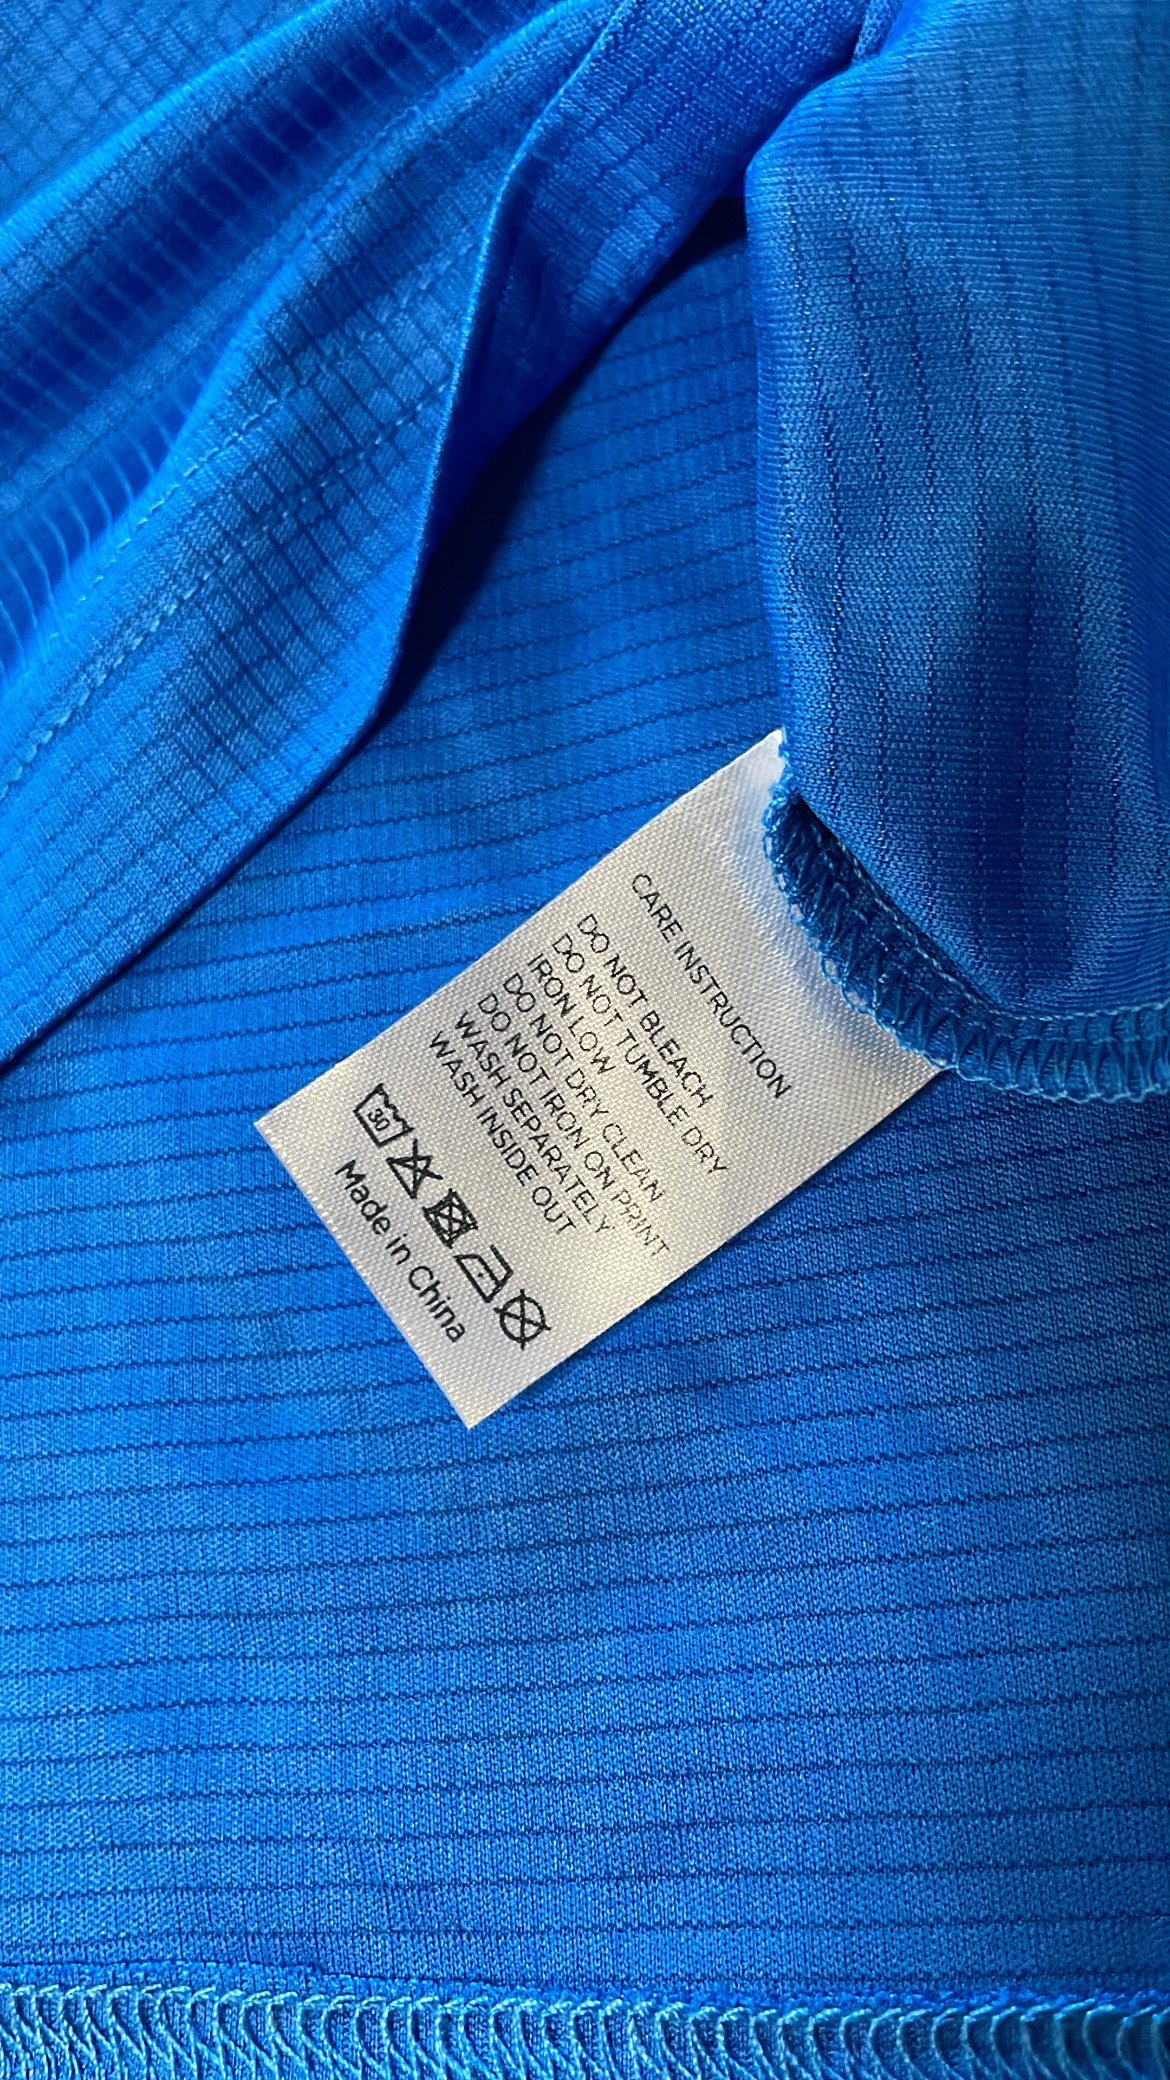 CARE INSTRUCTION
DO NOT BLEACH
DO NOT TUMBLE DRY
IRON LOW
DO NOT DRY CLEAN
DO NOT IRON ON PRINT
WASH SEPARATELY
WASH INSIDE OUT
30
Made in China